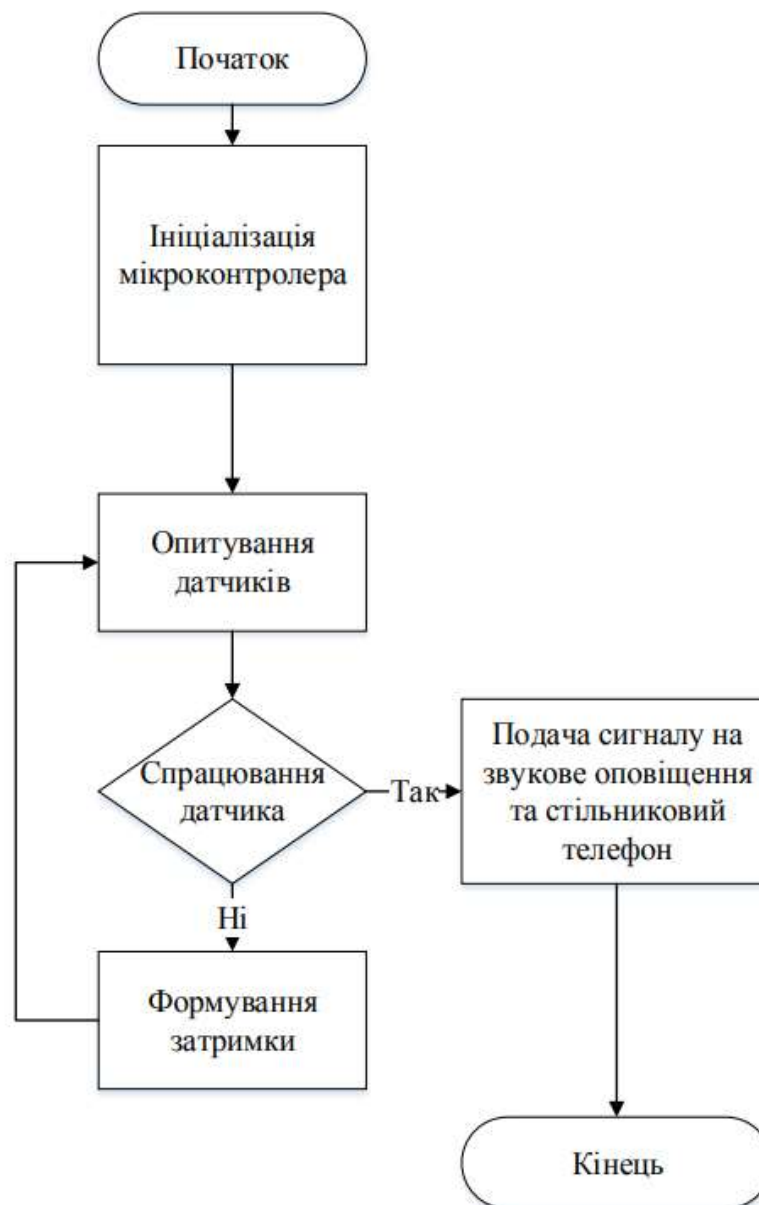 Початок
Ініціалізація
мікроконтролера
Опитування
датчиків
Спрацювання
датчика
Так
Подача сигналу на
звукове оповіщення
та стільниковий
телефон
Ні
Формування
затримки
Кінець